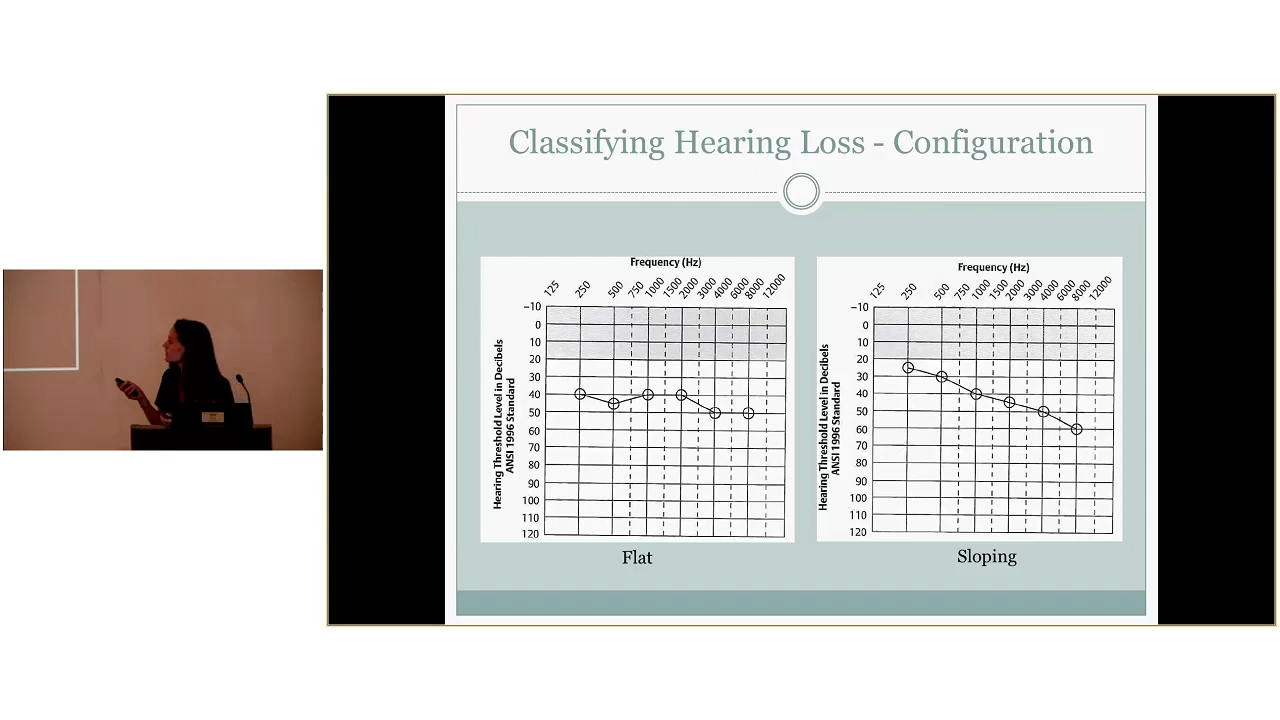 Classifying Hearing Loss - Configuration
Frequency (Hz)
125 250 500 750 1000 1500 2000 3000 4000 6000 8000 12000
Hearing Threshold Level in Decibels
ANSI 1996 Standard
−10
0
10
20
30
40
50
60
70
80
90
100
110
120
Flat
Frequency (Hz)
125 250 500 750 1000 1500 2000 3000 4000 6000 8000 12000
Hearing Threshold Level in Decibels
ANSI 1996 Standard
−10
0
10
20
30
40
50
60
70
80
90
100
110
120
Sloping